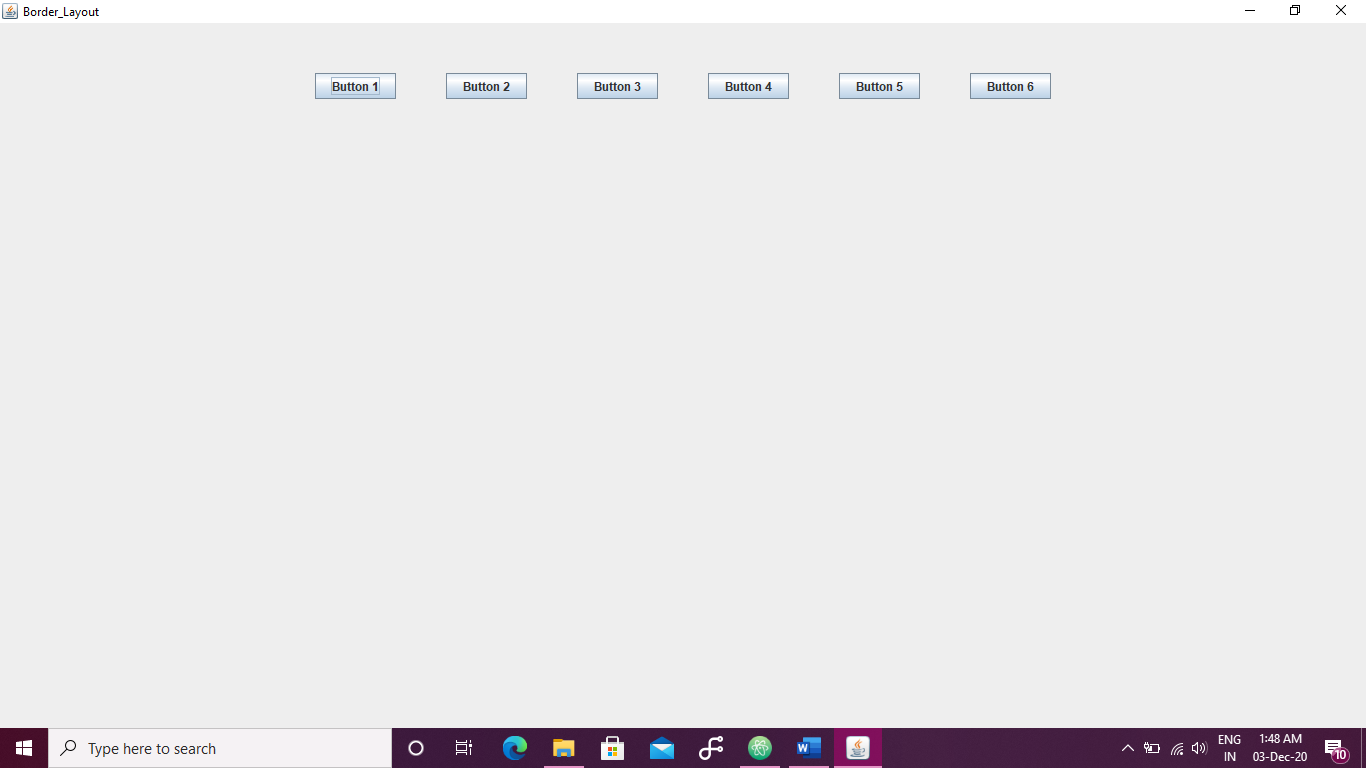 Border_Layout
Button 1 Button 2 Button 3 Button 4 Button 5 Button 6
Type here to search
ENG
IN
1:48 AM
03-Dec-20
10